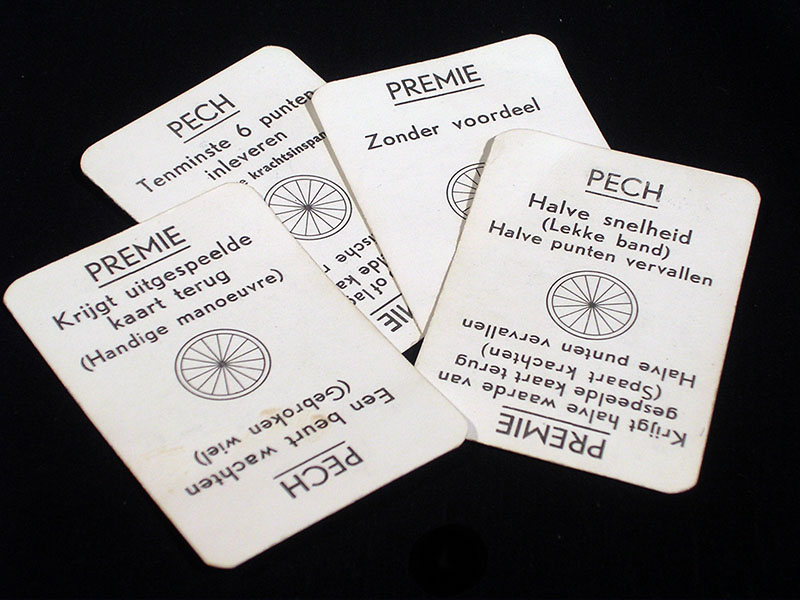 PECH
Tenminste 6 punten
inleveren
krachtsinspan
PREMIE
Zonder voordeel
PECH
Halve snelheid
(Lekke band)
Halve punten vervallen
PREMIE
Krijgt halve waarde van
gespeelde kaart terug
(Spaart krachten)
Halve punten vervallen
PREMIE
Krijgt uitgespeelde
kaart terug
(Handige manoeuvre)
PECH
Een beurt wachten
(Gebroken wiel)